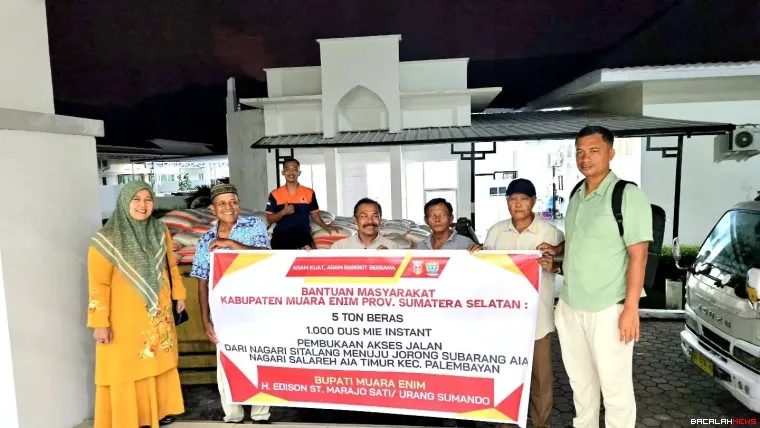 AGAM KUAT, AGAM BANGKIT BERSAMA
BANTUAN MASYARAKAT
KABUPATEN MUARA ENIM PROV. SUMATERA SELATAN :
5 TON BERAS
1.000 DUS MIE INSTANT
PEMBUKAAN AKSES JALAN
DARI NAGARI SITALANG MENUJU JORONG SUBARANG AIA
NAGARI SALAREH AIA TIMUR KEC. PALEMBAYAN
BUPATI MUARA ENIM
H. EDISON ST. MARAJO SATI/ URANG SUMANDO
BACALAHNEWS